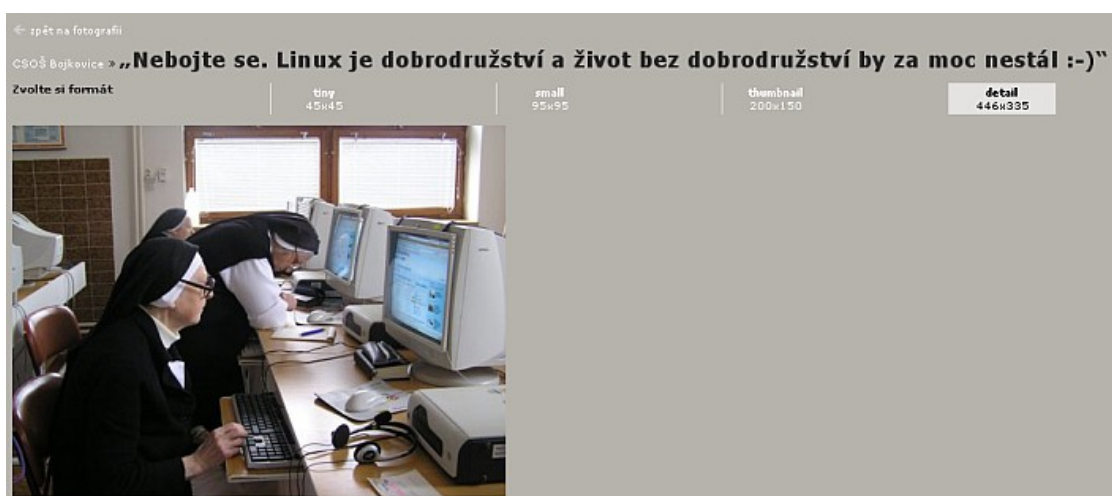 ← zpět na fotografii
CSOŠ Bojkovice » „Nebojte se. Linux je dobrodružství a život bez dobrodružství by za moc nestál :-)“
Zvolte si formát
tiny
45x45
small
95x95
thumbnail
200x150
detail
446x335